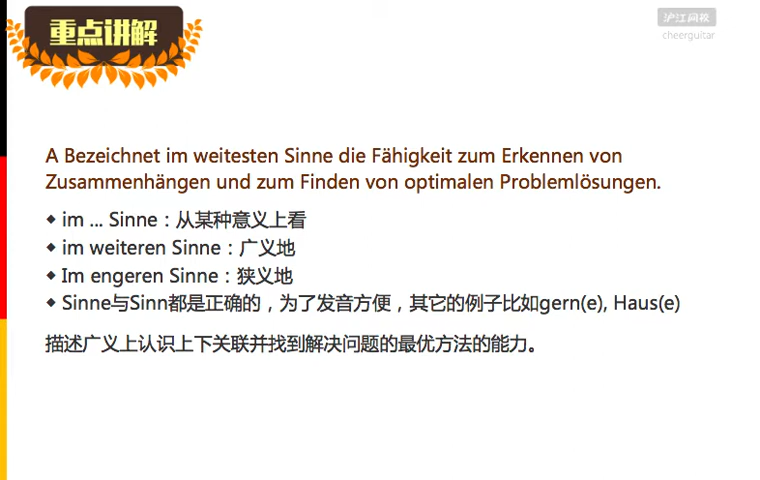 重点讲解
沪江网校
cheerguitar
A Bezeichnet im weitesten Sinne die Fähigkeit zum Erkennen von
Zusammenhängen und zum Finden von optimalen Problemlösungen.
◆ im ... Sinne：从某种意义上看
◆ im weiteren Sinne：广义地
◆ Im engeren Sinne：狭义地
◆ Sinne与Sinn都是正确的，为了发音方便，其它的例子比如gern(e), Haus(e)
描述广义上认识上下关联并找到解决问题的最优方法的能力。